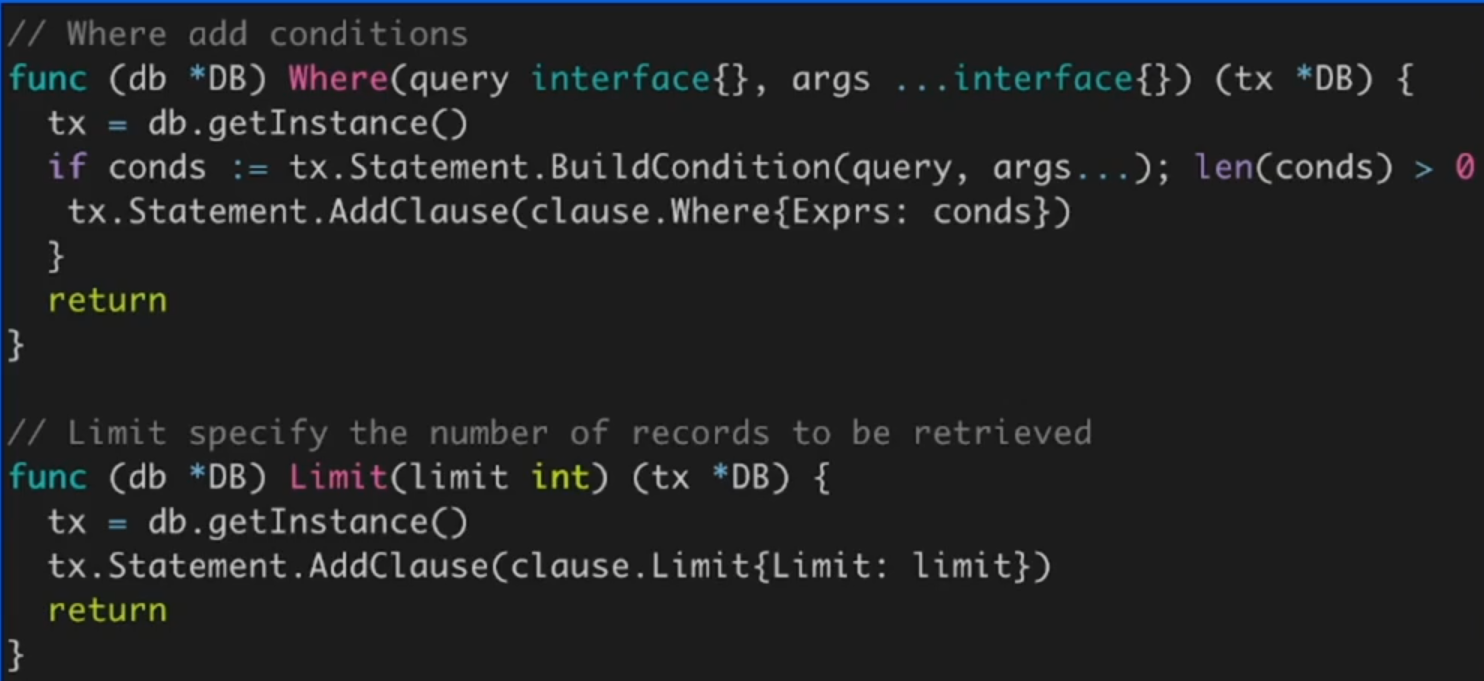 // Where add conditions
func (db *DB) Where(query interface{}, args ...interface{}) (tx *DB) {
  tx = db.getInstance()
  if conds := tx.Statement.BuildCondition(query, args...); len(conds) > 0
   tx.Statement.AddClause(clause.Where{Exprs: conds})
  }
  return
}

// Limit specify the number of records to be retrieved
func (db *DB) Limit(limit int) (tx *DB) {
  tx = db.getInstance()
  tx.Statement.AddClause(clause.Limit{Limit: limit})
  return
}